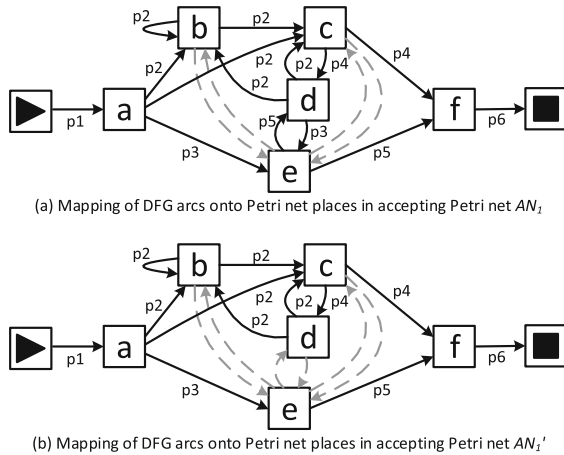 p2
b
p2
c
p2
p2
p4
p4
p2
p2
d
p1
a
f
p6
p5
p3
p3
e
p5
(a) Mapping of DFG arcs onto Petri net places in accepting Petri net AN₁
p2
b
p2
c
p2
p2
p4
p4
p2
p2
d
p1
a
f
p6
p3
e
p5
(b) Mapping of DFG arcs onto Petri net places in accepting Petri net AN₁'